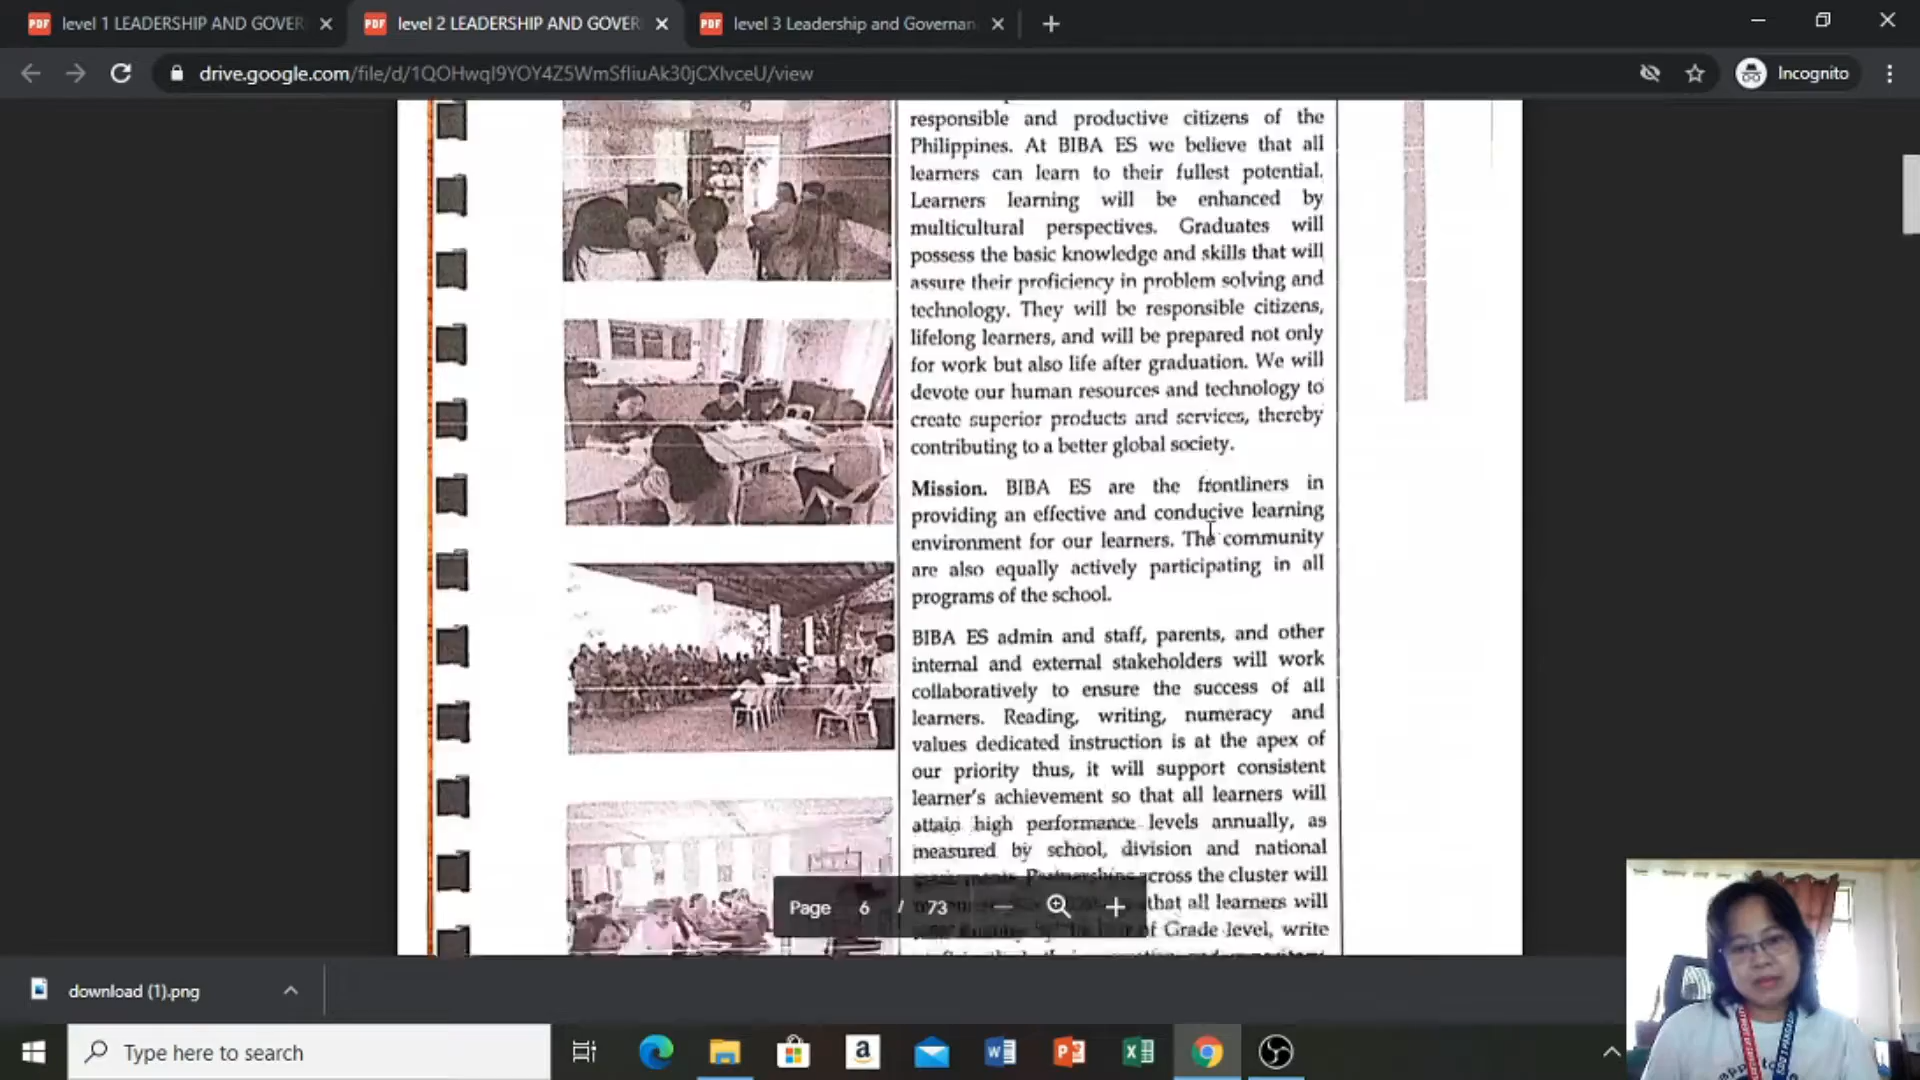 level 1 LEADERSHIP AND GOVER
level 2 LEADERSHIP AND GOVER
level 3 Leadership and Governan
drive.google.com/file/d/1QOHwqI9YOY4Z5WmSfIiuAk30jCXIvceU/view
Incognito
responsible and productive citizens of the
Philippines. At BIBA ES we believe that all
learners can learn to their fullest potential.
Learners learning will be enhanced by
multicultural perspectives. Graduates will
possess the basic knowledge and skills that will
assure their proficiency in problem solving and
technology. They will be responsible citizens,
lifelong learners, and will be prepared not only
for work but also life after graduation. We will
devote our human resources and technology to
create superior products and services, thereby
contributing to a better global society.
Mission. BIBA ES are the frontliners in
providing an effective and conducive learning
environment for our learners. The community
are also equally actively participating in all
programs of the school.
BIBA ES admin and staff, parents, and other
internal and external stakeholders will work
collaboratively to ensure the success of all
learners. Reading, writing, numeracy and
values dedicated instruction is at the apex of
our priority thus, it will support consistent
learner's achievement so that all learners will
attain high performance levels annually, as
measured by school, division and national
Partnerships across the cluster will
that all learners will
of Grade level, write
Page 6 / 73
download (1).png
Type here to search